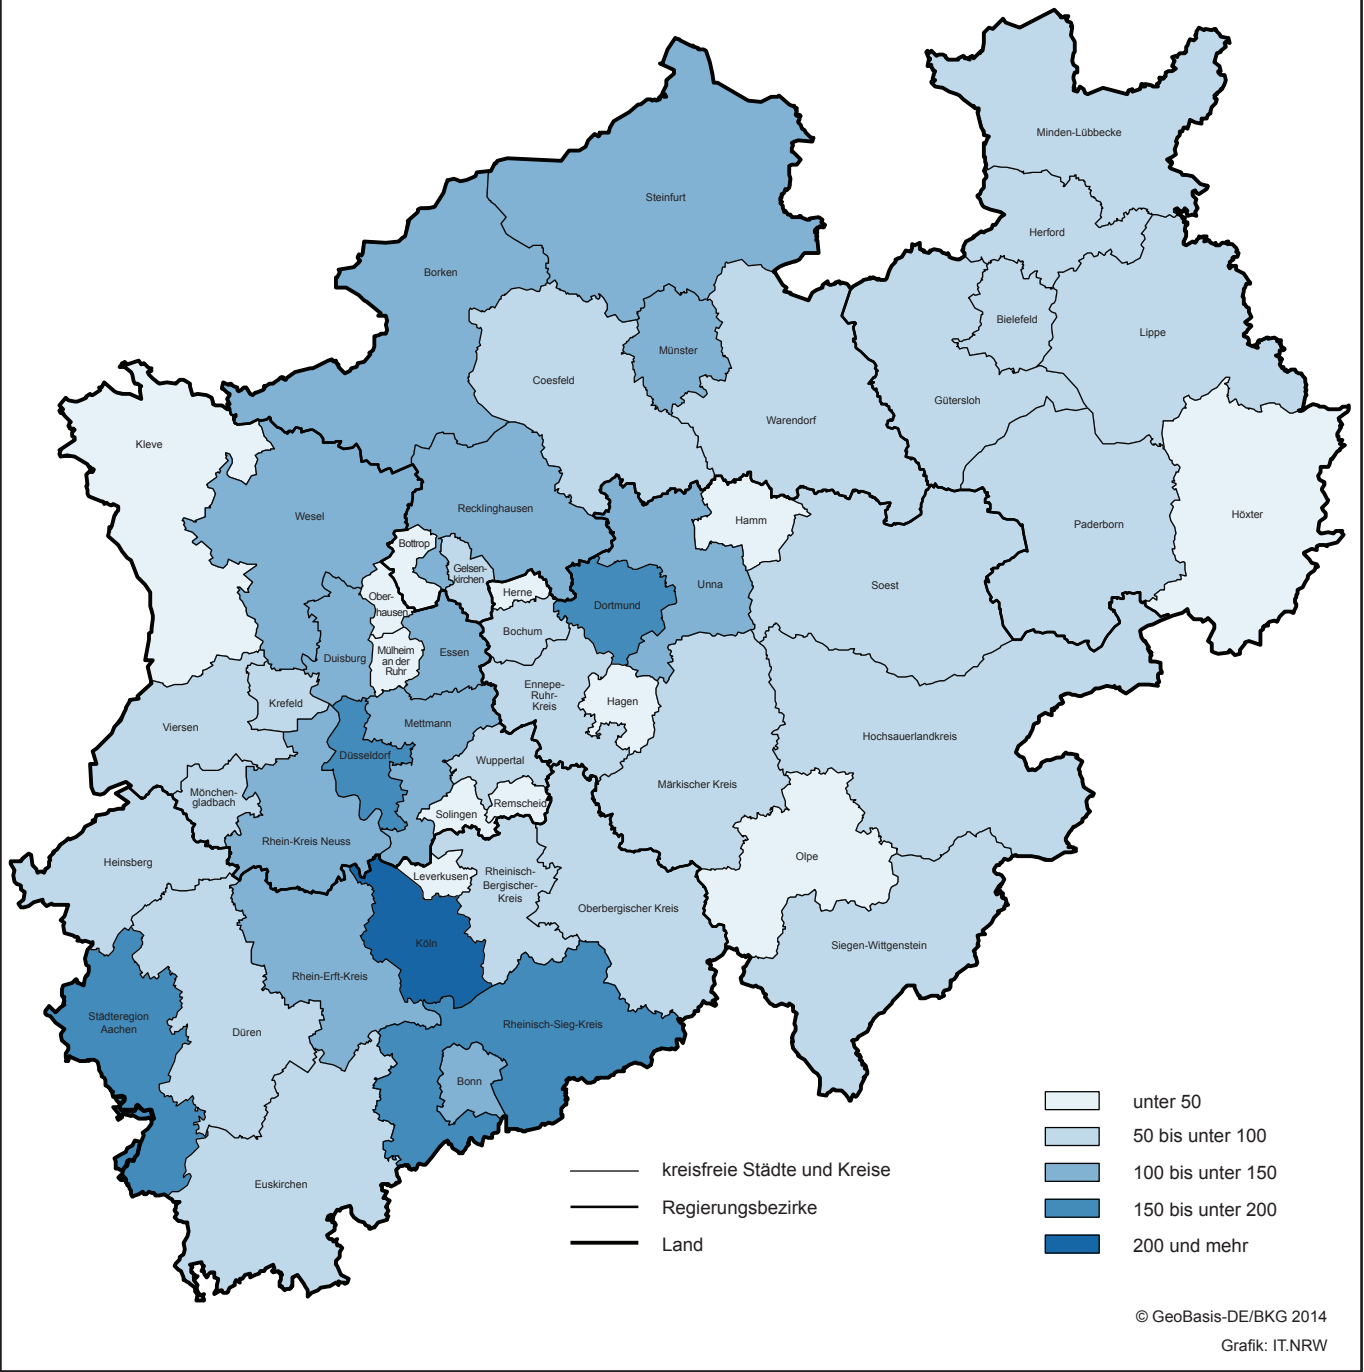 Minden-Lübbecke
Steinfurt
Herford
Borken
Bielefeld
Lippe
Münster
Coesfeld
Gütersloh
Warendorf
Kleve
Recklinghausen
Wesel
Hamm
Höxter
Paderborn
Bottrop
Gelsen-
kirchen
Unna
Soest
Herne
Ober-
hausen
Dortmund
Bochum
Duisburg
Mülheim
an der
Ruhr
Essen
Ennepe-
Ruhr-
Kreis
Hagen
Krefeld
Viersen
Mettmann
Hochsauerlandkreis
Düsseldorf
Wuppertal
Märkischer Kreis
Mönchen-
gladbach
Remscheid
Solingen
Rhein-Kreis Neuss
Olpe
Heinsberg
Leverkusen
Rheinisch-
Bergischer-
Kreis
Oberbergischer Kreis
Köln
Siegen-Wittgenstein
Rhein-Erft-Kreis
Städteregion
Aachen
Düren
Rheinisch-Sieg-Kreis
Bonn
Euskirchen
kreisfreie Städte und Kreise
Regierungsbezirke
Land
unter 50
50 bis unter 100
100 bis unter 150
150 bis unter 200
200 und mehr
© GeoBasis-DE/BKG 2014
Grafik: IT.NRW